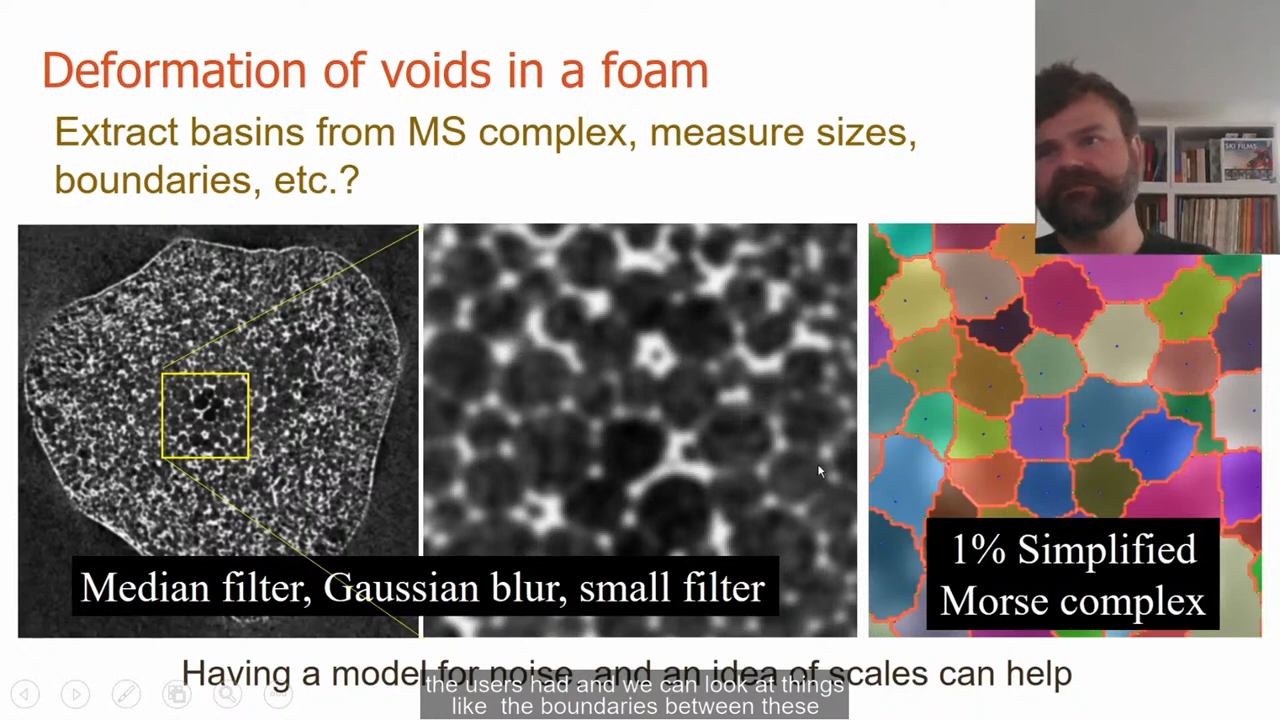 Deformation of voids in a foam
Extract basins from MS complex, measure sizes,
boundaries, etc.?
SKI FILMS
Median filter, Gaussian blur, small filter
1% Simplified
Morse complex
Having a model for noise, and an idea of scales can help
the users had and we can look at things
like the boundaries between these